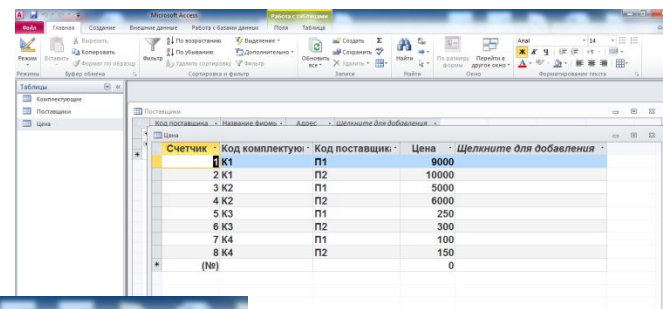 Microsoft Access
Работа с таблицами
Файл Главная Создание Внешние данные Работа с базами данных Поля Таблица
Режим
Вставить
Вырезать
Копировать
Формат по образцу
Фильтр
По возрастанию
По убыванию
Удалить сортировку
Выделение
Дополнительно
Фильтр
Обновить все
Создать
Сохранить
Удалить
Найти
По размеру формы
Перейти в другое окно
Arial 14
Ж К Ч
Режимы Буфер обмена Сортировка и фильтр Записи Найти Окно Форматирование текста
Таблицы
Комплектующие
Поставщики
Цена
Поставщики
Код поставщика Название фирмы Адрес Щелкните для добавления
Цена
Счетчик Код комплектую Код поставщик Цена Щелкните для добавления
1 К1 П1 9000
2 К1 П2 10000
3 К2 П1 5000
4 К2 П2 6000
5 К3 П1 250
6 К3 П2 300
7 К4 П1 100
8 К4 П2 150
(№) 0